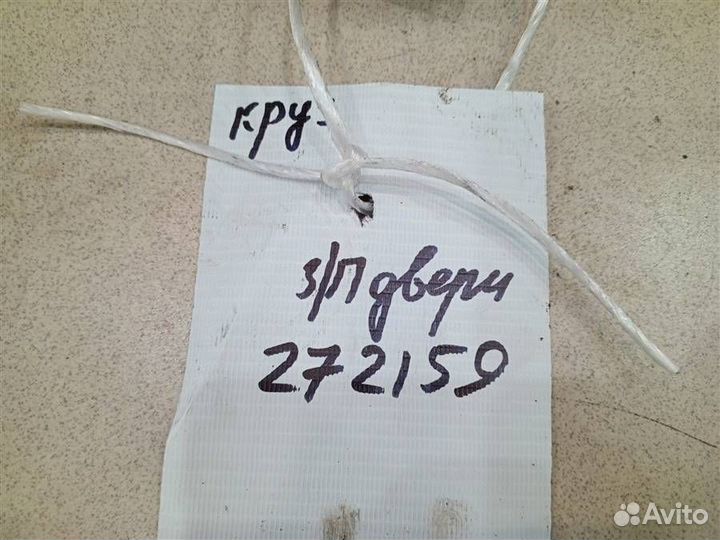 кру-
з/п двери
272159
Avito